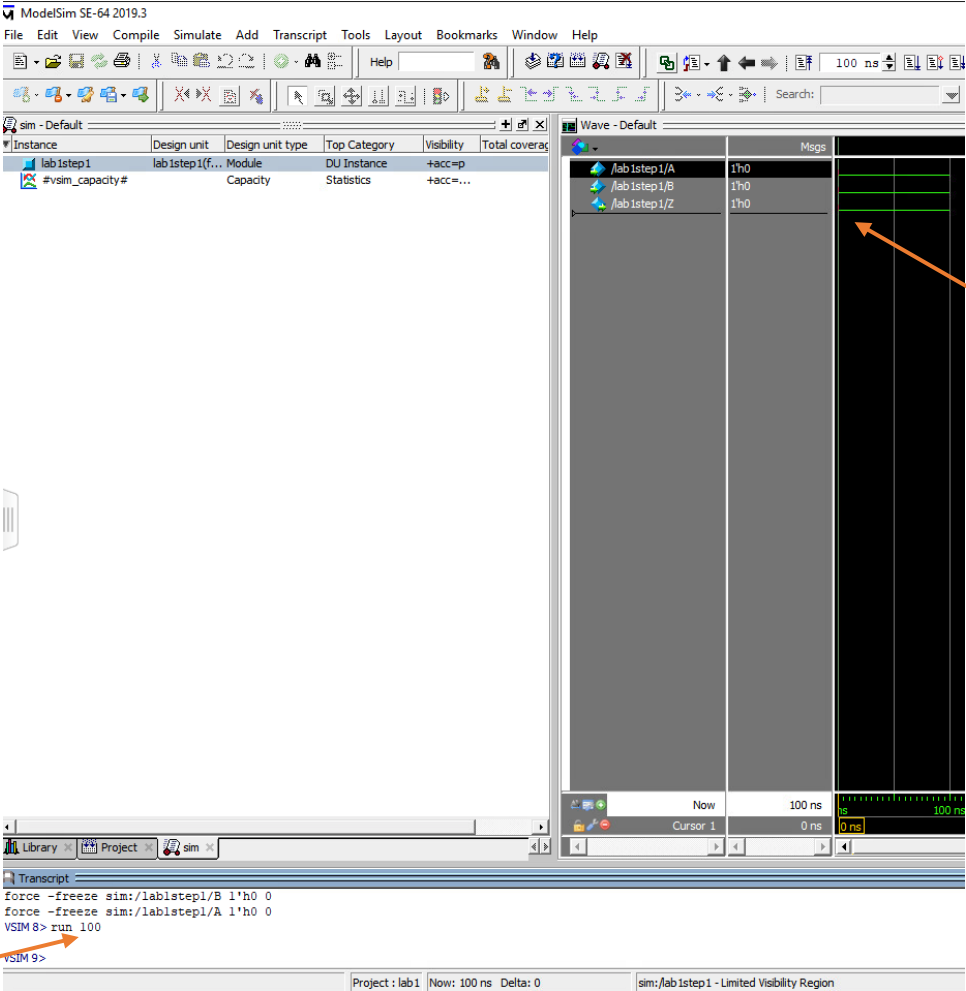 ModelSim SE-64 2019.3
File Edit View Compile Simulate Add Transcript Tools Layout Bookmarks Window Help
Help 100 ns
Search:
sim - Default
Instance Design unit Design unit type Top Category Visibility Total coverag
lab1step1 lab1step1(f... Module DU Instance +acc=p
#vsim_capacity# Capacity Statistics +acc=...
Wave - Default
Msgs
/lab1step1/A 1'h0
/lab1step1/B 1'h0
/lab1step1/Z 1'h0
Now 100 ns ns 100 ns
Cursor 1 0 ns 0 ns
Library Project sim
Transcript
force -freeze sim:/lab1step1/B 1'h0 0
force -freeze sim:/lab1step1/A 1'h0 0
VSIM 8> run 100
VSIM 9>
Project : lab1 Now: 100 ns Delta: 0 sim:/lab1step1 - Limited Visibility Region